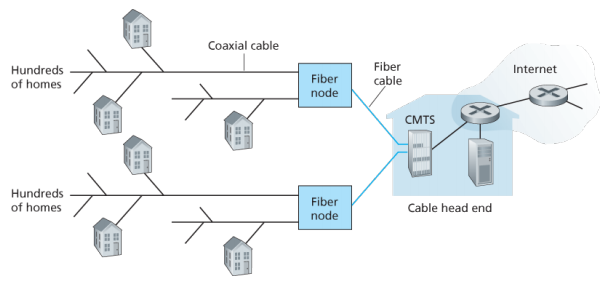 Coaxial cable
Hundreds
of homes
Fiber
node
Fiber
cable
Internet
CMTS
Hundreds
of homes
Fiber
node
Cable head end